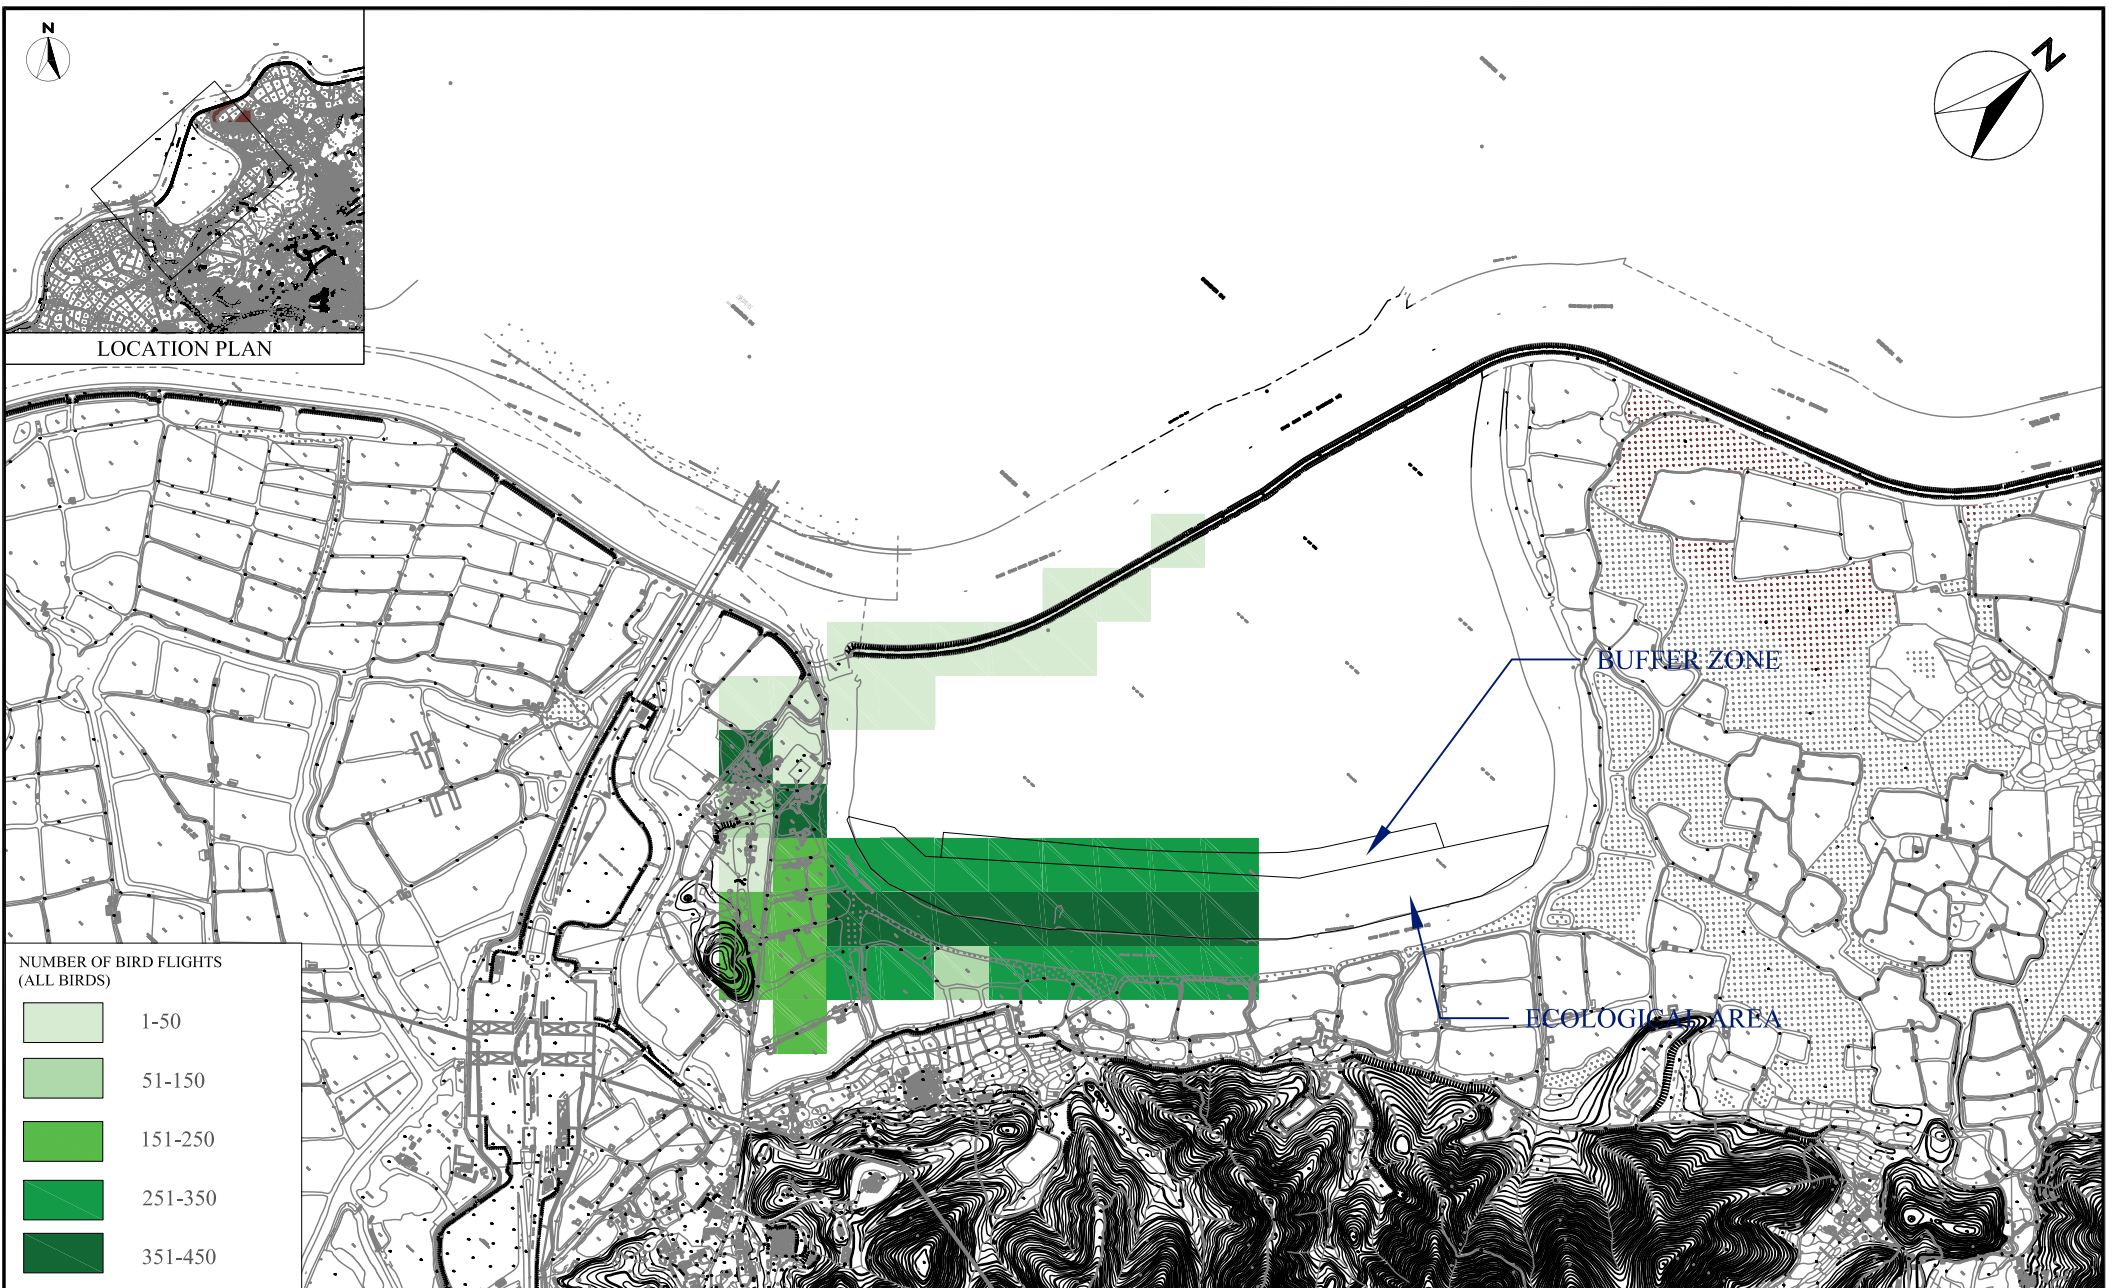 N
LOCATION PLAN
N
BUFFER ZONE
ECOLOGICAL AREA
NUMBER OF BIRD FLIGHTS
(ALL BIRDS)
1-50
51-150
151-250
251-350
351-450